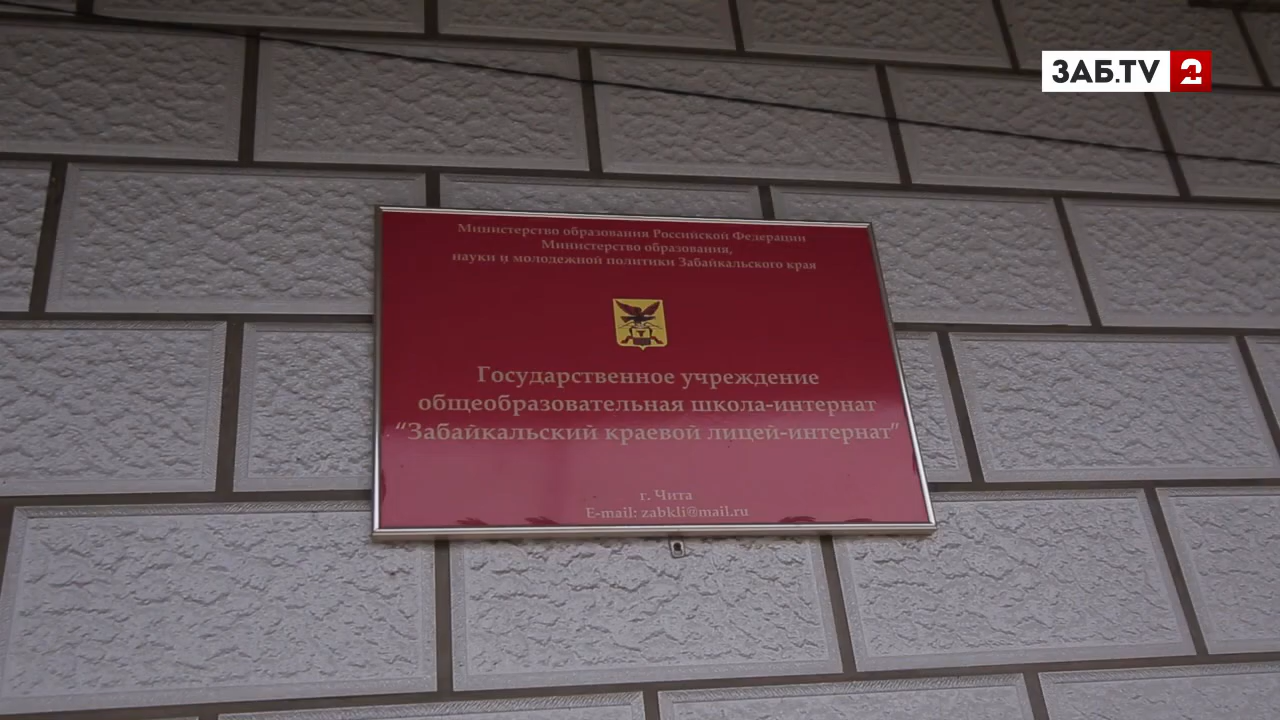 ЗАБ.TV 24
Министерство образования Российской Федерации
Министерство образования,
науки и молодежной политики Забайкальского края
Государственное учреждение
общеобразовательная школа-интернат
“Забайкальский краевой лицей-интернат”
г. Чита
E-mail: zabkli@mail.ru